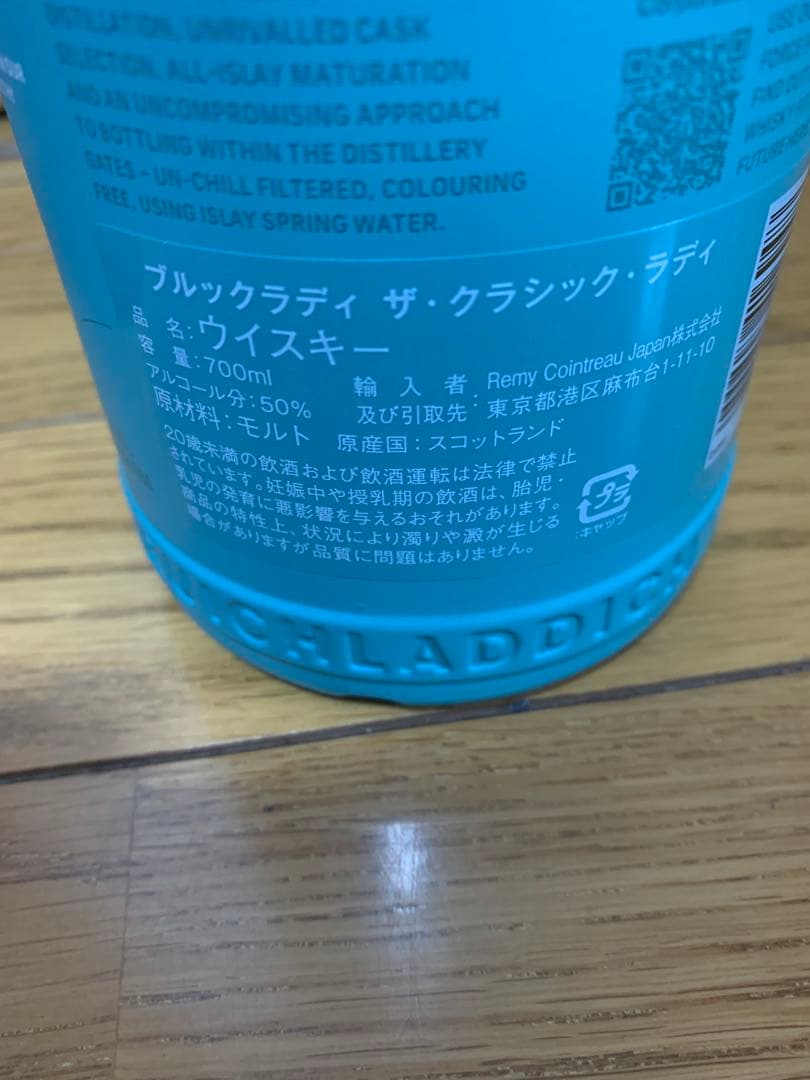 DISTILLATION, UNRIVALLED CASK
SELECTION, ALL-ISLAY MATURATION
AND AN UNCOMPROMISING APPROACH
TO BOTTLING WITHIN THE DISTILLERY
GATES – UN-CHILL FILTERED, COLOURING
FREE, USING ISLAY SPRING WATER.
USE
FORCE
FIND OU
WHISKY
FUTURE
ブルックラディ ザ・クラシック・ラディ
品名:ウイスキー
容量:700ml
アルコール分:50%
原材料:モルト 原産国:スコットランド
輸入者 : Remy Cointreau Japan株式会社
及び引取先 東京都港区麻布台1-11-10
20歳未満の飲酒および飲酒運転は法律で禁止
されています。妊娠中や授乳期の飲酒は、胎児・
乳児の発育に悪影響を与えるおそれがあります。
商品の特性上、状況により濁りや澱が生じる
場合がありますが品質に問題はありません。
プラ
:キャップ
CHLADDIC